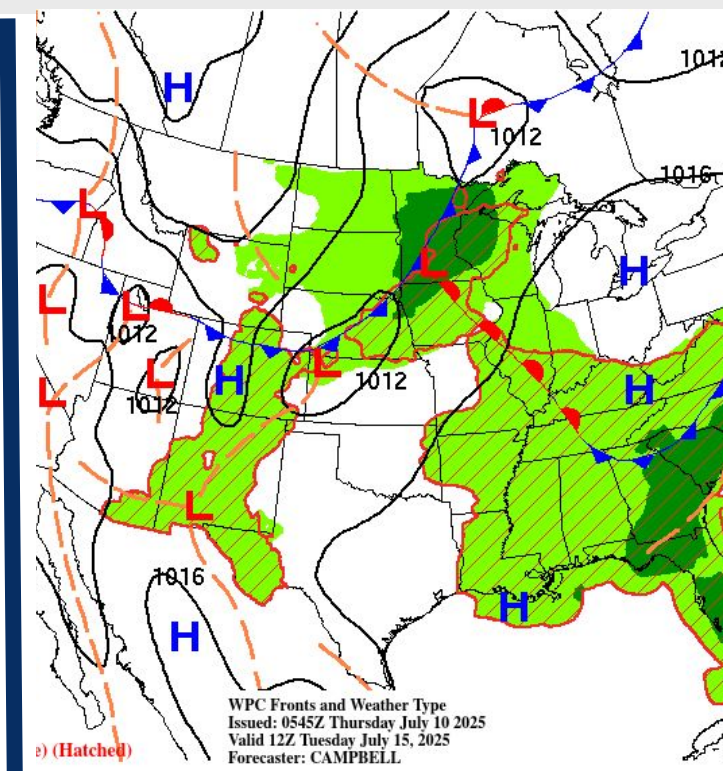 H
1012
L
1012
1016
L
H
L
L
L
L
1012
L
1012
L
H
1012
H
L
1016
H
H
WPC Fronts and Weather Type
Issued: 0545Z Thursday July 10 2025
Valid 12Z Tuesday July 15, 2025
Forecaster: CAMPBELL
e) (Hatched)